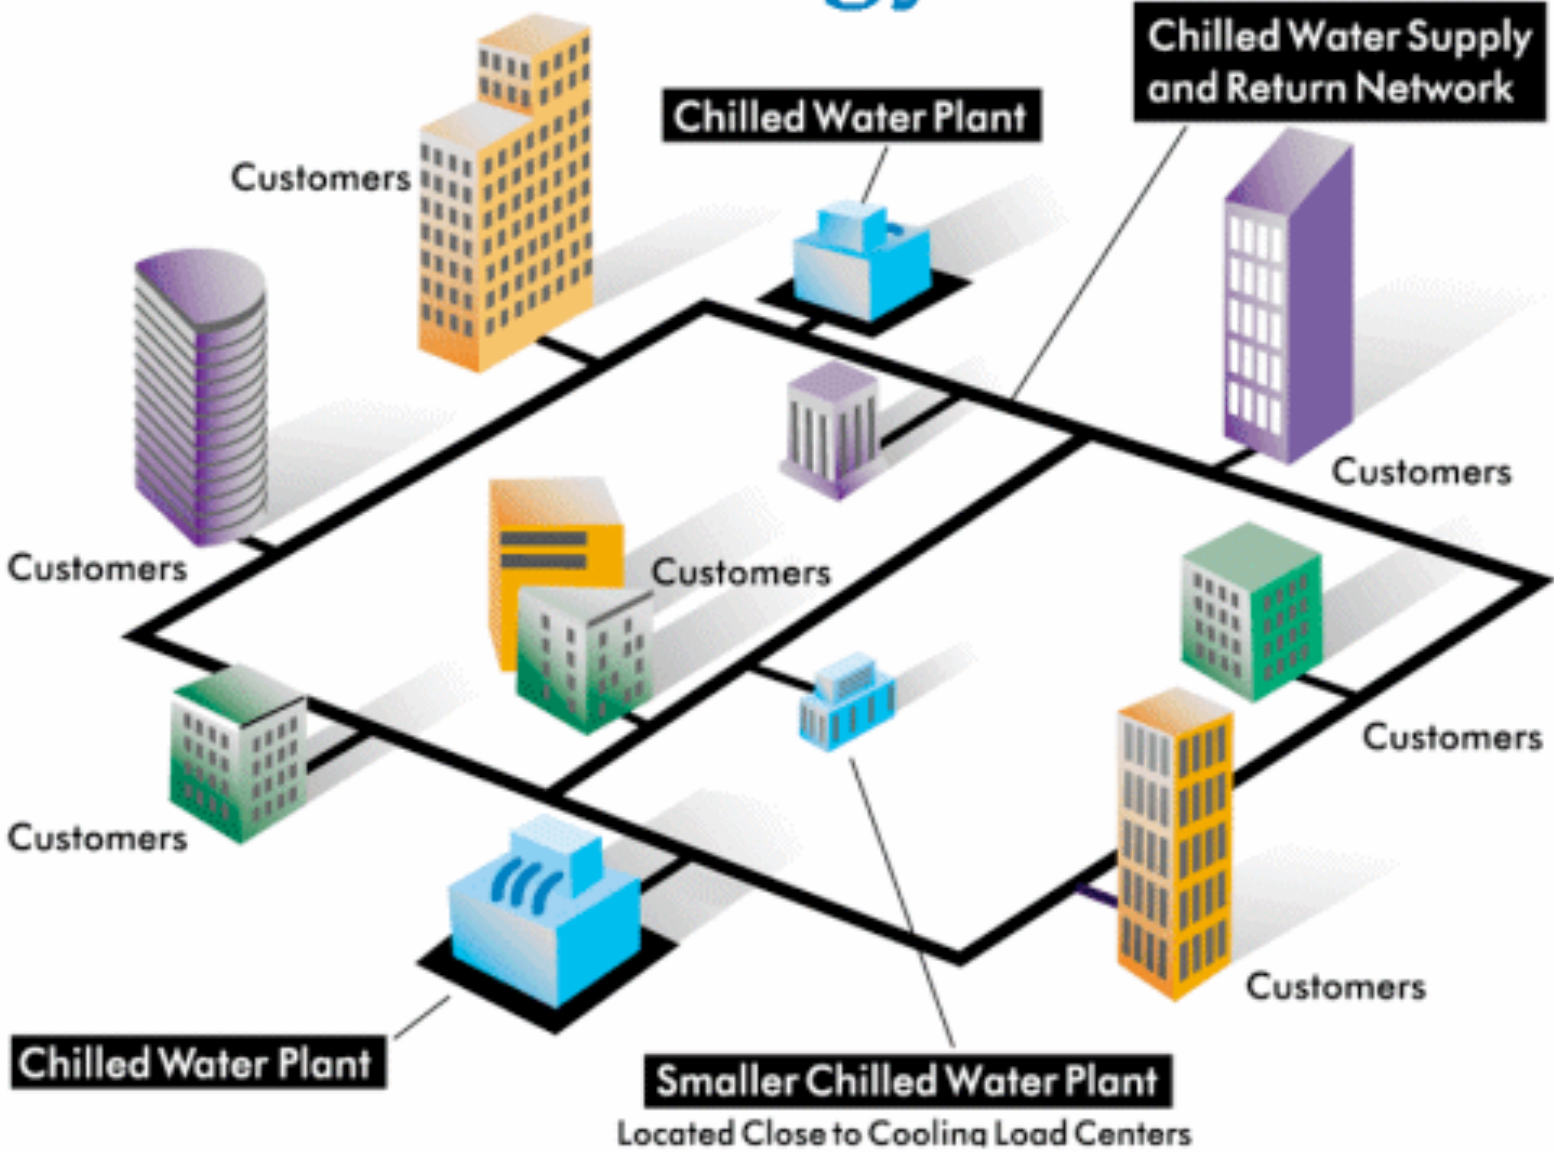 Chilled Water Supply
and Return Network
Chilled Water Plant
Customers
Customers
Customers
Customers
Customers
Customers
Customers
Chilled Water Plant
Smaller Chilled Water Plant
Located Close to Cooling Load Centers